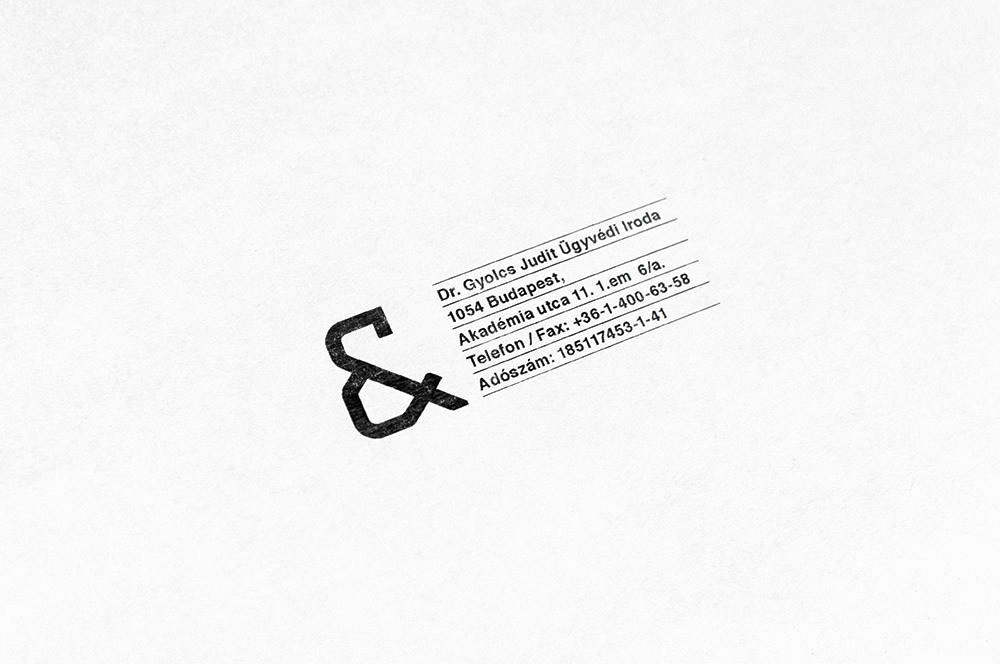 &
Dr. Gyolcs Judit Ügyvédi Iroda
1054 Budapest,
Akadémia utca 11. 1.em 6/a.
Telefon / Fax: +36-1-400-63-58
Adószám: 185117453-1-41